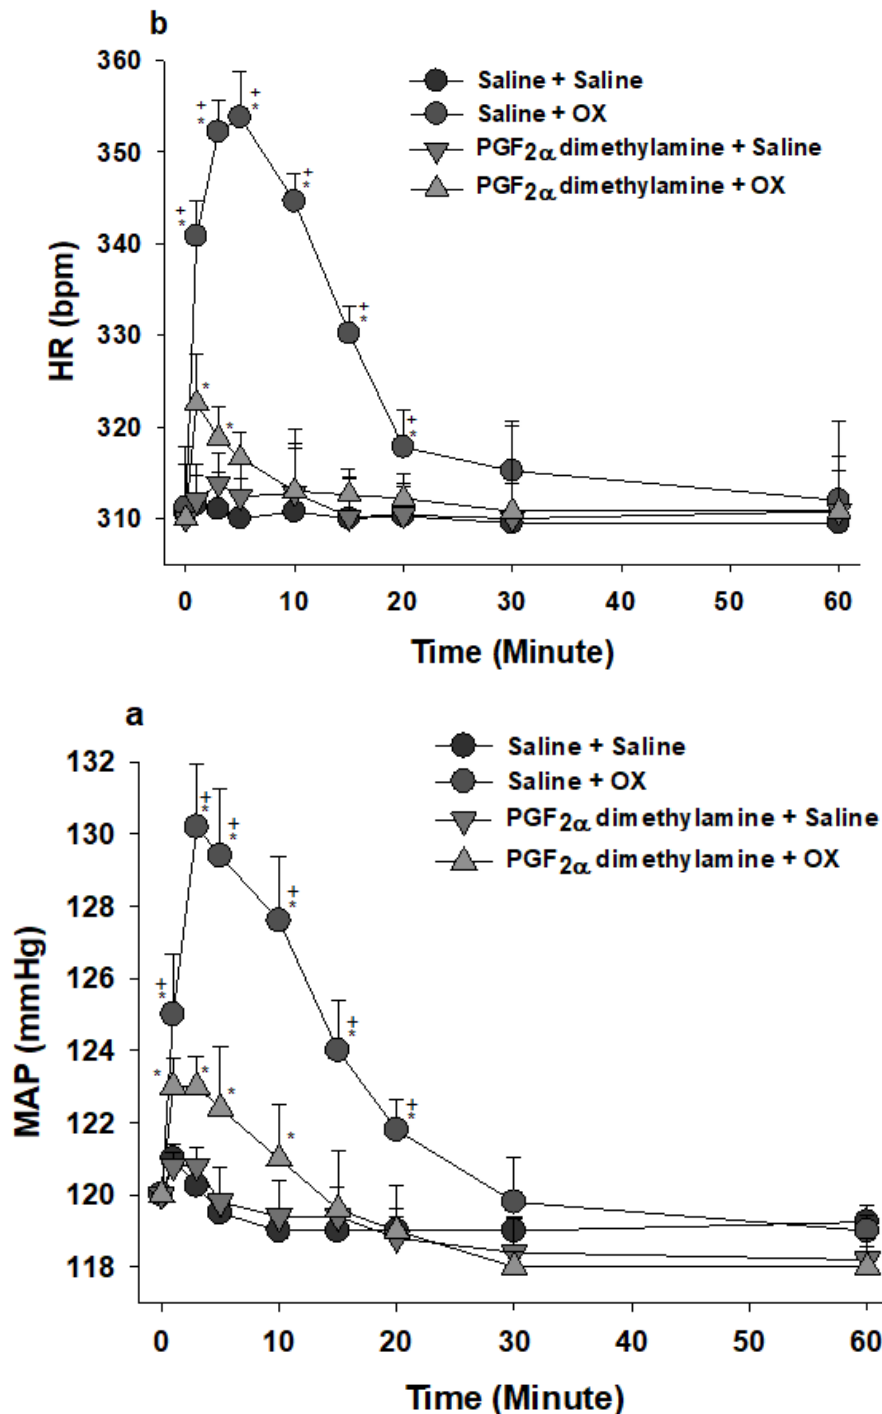 b
360
350
340
330
320
310
HR (bpm)
Saline + Saline
Saline + OX
PGF2α dimethylamine + Saline
PGF2α dimethylamine + OX
+
*
+
*
+
*
+
*
+
*
+
*
*
*
0 10 20 30 40 50 60
Time (Minute)
a
132
130
128
126
124
122
120
118
MAP (mmHg)
Saline + Saline
Saline + OX
PGF2α dimethylamine + Saline
PGF2α dimethylamine + OX
+
*
+
*
+
*
+
*
+
*
+
*
*
*
*
*
0 10 20 30 40 50 60
Time (Minute)